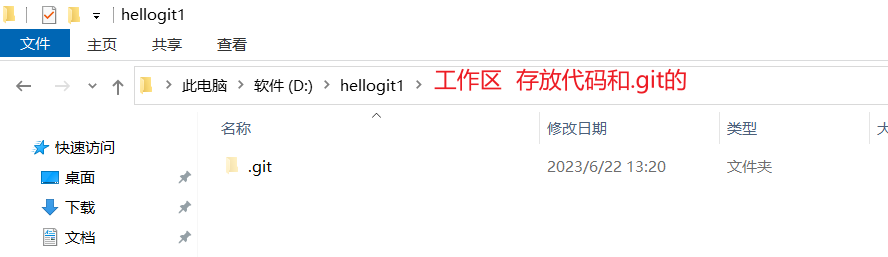 hellogit1
文件 主页 共享 查看
此电脑 > 软件 (D:) > hellogit1 > 工作区 存放代码和.git的
名称 修改日期 类型 大
快速访问
.git 2023/6/22 13:20 文件夹
桌面
下载
文档